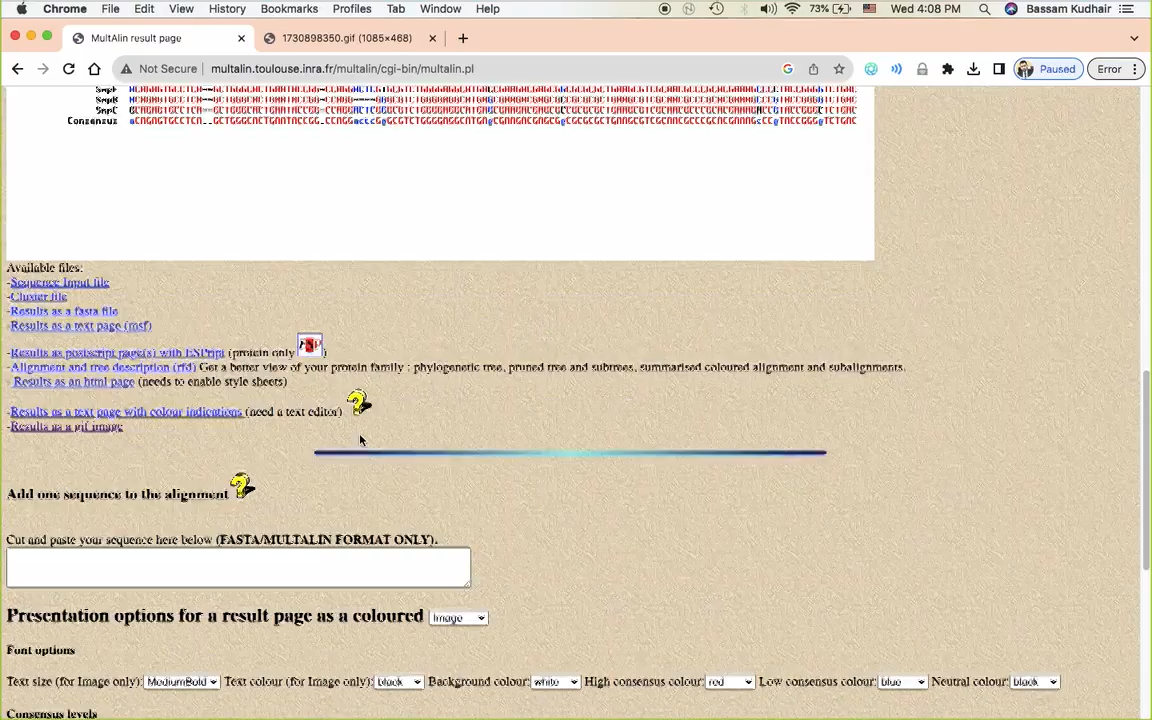 Chrome File Edit View History Bookmarks Profiles Tab Window Help 73% Wed 4:08 PM Bassam Kudhair
MultAlin result page 1730898350.gif (1085×468)
Not Secure multalin.toulouse.inra.fr/multalin/cgi-bin/multalin.pl Paused Error
Consensus
Available files:
-Sequence Input file
-Cluster file
-Results as a fasta file
-Results as a text page (msf)
-Results as postscript page(s) with ESPript (protein only ESP)
-Alignment and tree description (rfd) Get a better view of your protein family : phylogenetic tree, pruned tree and subtrees, summarised coloured alignment and subalignments.
- Results as an html page (needs to enable style sheets)
-Results as a text page with colour indications (need a text editor) ?
-Results as a gif image
Add one sequence to the alignment ?
Cut and paste your sequence here below (FASTA/MULTALIN FORMAT ONLY).
Presentation options for a result page as a coloured Image
Font options
Text size (for Image only): MediumBold Text colour (for Image only): black Background colour: white High consensus colour: red Low consensus colour: blue Neutral colour: black
Consensus levels